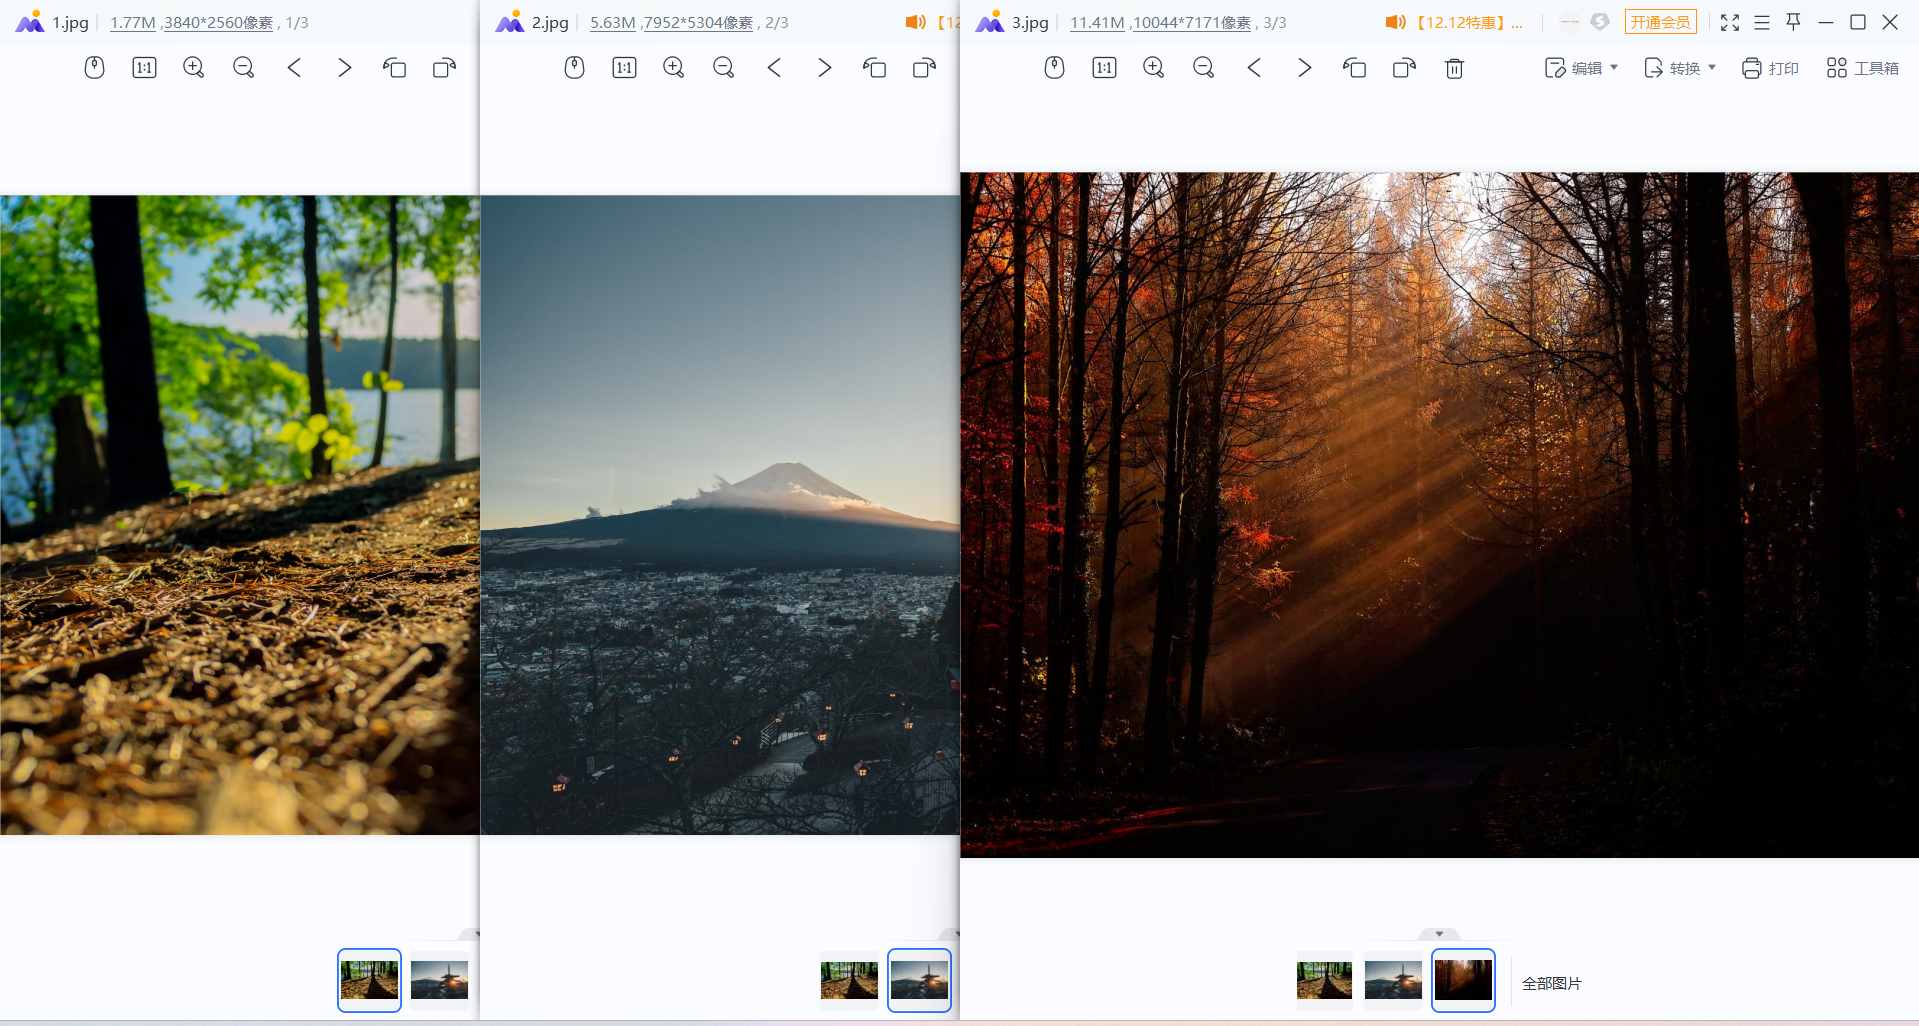 1.jpg 1.77M ,3840*2560像素 , 1/3
1:1
2.jpg 5.63M ,7952*5304像素 , 2/3 【12
1:1
3.jpg 11.41M ,10044*7171像素 , 3/3 【12.12特惠】... 开通会员
1:1 编辑 转换 打印 工具箱
全部图片